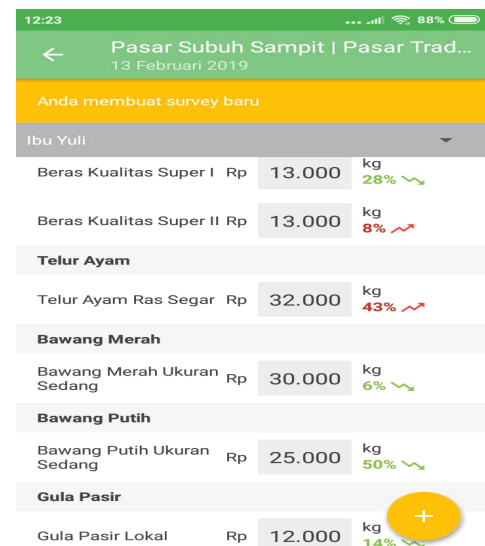 12:23 88%
Pasar Subuh Sampit | Pasar Trad...
13 Februari 2019
Anda membuat survey baru
Ibu Yuli
Beras Kualitas Super I Rp 13.000 kg
28%
Beras Kualitas Super II Rp 13.000 kg
8%
Telur Ayam
Telur Ayam Ras Segar Rp 32.000 kg
43%
Bawang Merah
Bawang Merah Ukuran Sedang Rp 30.000 kg
6%
Bawang Putih
Bawang Putih Ukuran Sedang Rp 25.000 kg
50%
Gula Pasir
Gula Pasir Lokal Rp 12.000 kg
14%